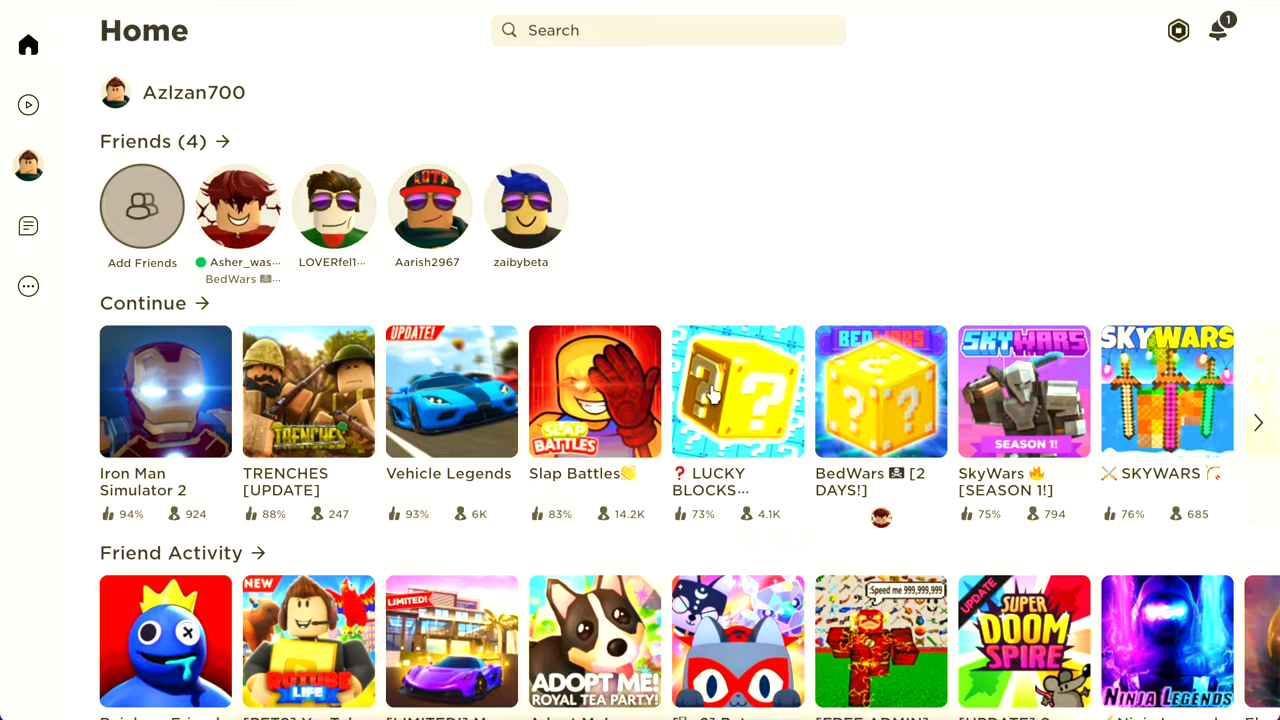 Home
Search
1
Azlzan700
Friends (4) →
Add Friends
Asher_was...
LOVERfel1...
Aarish2967
zaibybeta
BedWars 🏴‍☠️...
Continue →
UPDATE!
BEDWARS
SKYWARS
SKYWARS
LOTR
TRENCHES
SLAP
BATTLES
SEASON 1!
Iron Man
Simulator 2
TRENCHES
[UPDATE]
Vehicle Legends
Slap Battles👏
❓ LUCKY
BLOCKS...
BedWars 🏴‍☠️ [2
DAYS!]
SkyWars 🔥
[SEASON 1!]
⚔️ SKYWARS 🏹
94% 924
88% 247
93% 6K
83% 14.2K
73% 4.1K
75% 794
76% 685
Friend Activity →
NEW
LIMITED!
:Speed me 999,999,999
UPDATE
SUPER
DOOM
SPIRE
LIFE
ADOPT ME!
ROYAL TEA PARTY!
NINJA LEGENDS